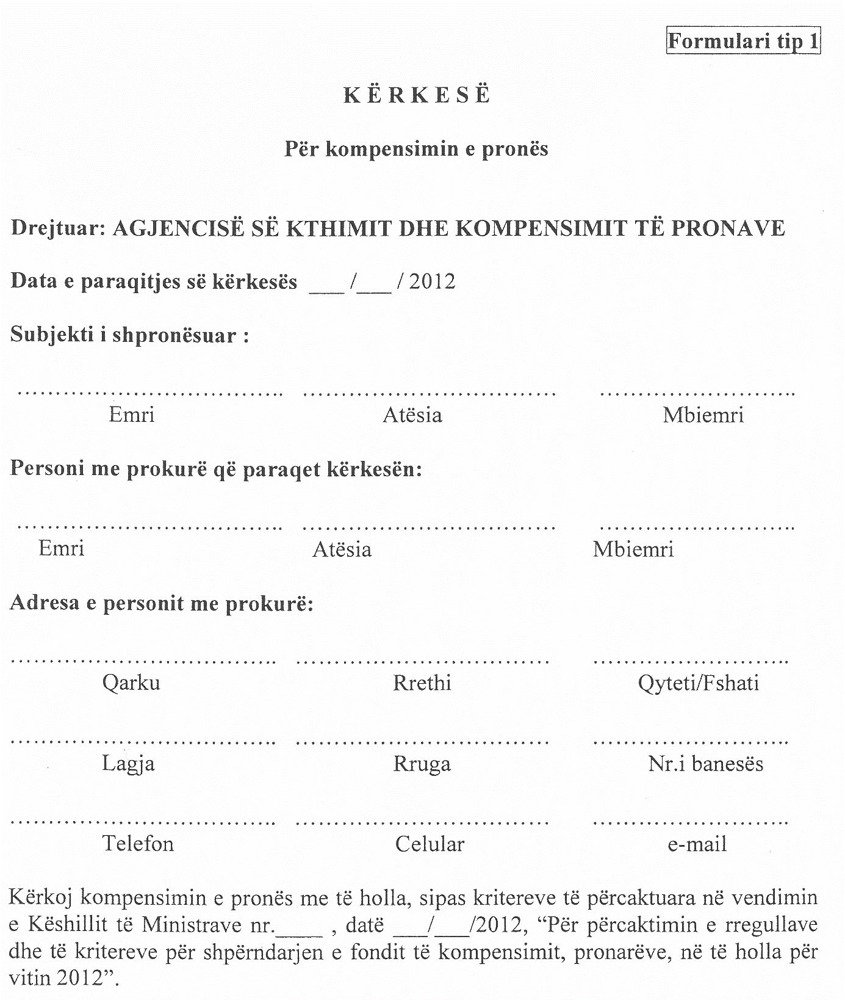 Formulari tip 1
K Ë R K E S Ë
Për kompensimin e pronës
Drejtuar: AGJENCISË SË KTHIMIT DHE KOMPENSIMIT TË PRONAVE
Data e paraqitjes së kërkesës ___ /___ / 2012
Subjekti i shpronësuar :
.................................. ................................. .........................
Emri Atësia Mbiemri
Personi me prokurë që paraqet kërkesën:
.................................. ................................. .........................
Emri Atësia Mbiemri
Adresa e personit me prokurë:
.................................. ................................. .........................
Qarku Rrethi Qyteti/Fshati
.................................. ................................. .........................
Lagja Rruga Nr.i banesës
.................................. ................................. .........................
Telefon Celular e-mail
Kërkoj kompensimin e pronës me të holla, sipas kritereve të përcaktuara në vendimin
e Këshillit të Ministrave nr.____ , datë ___/___/2012, “Për përcaktimin e rregullave
dhe të kritereve për shpërndarjen e fondit të kompensimit, pronarëve, në të holla për
vitin 2012”.